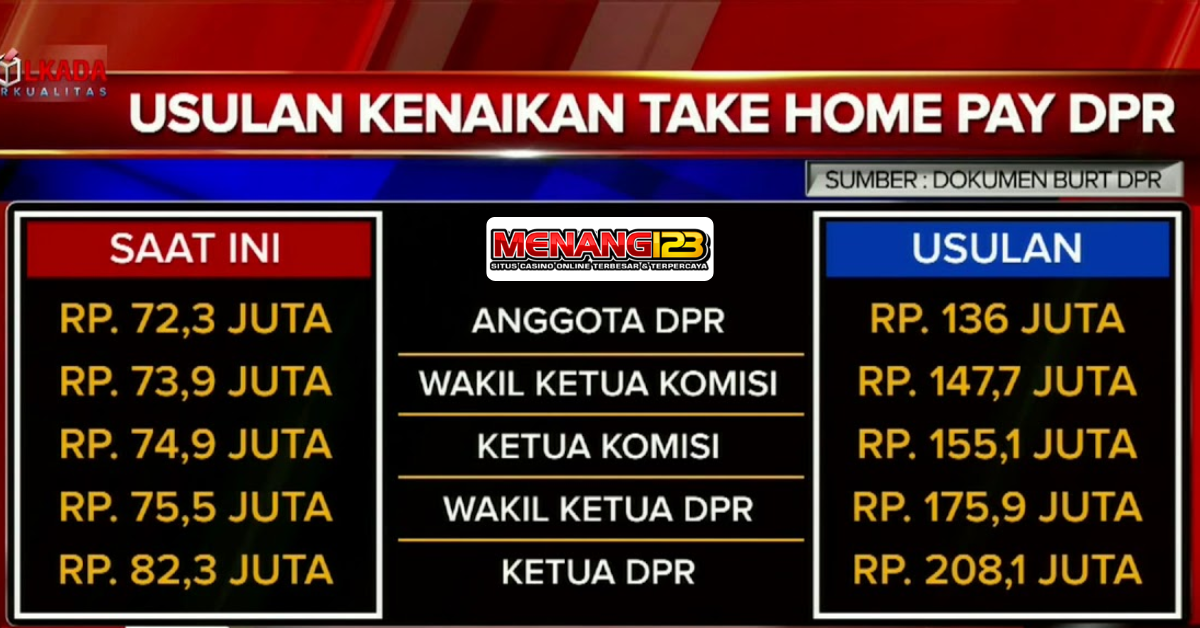 LKADA
RKUALITAS
USULAN KENAIKAN TAKE HOME PAY DPR
SUMBER : DOKUMEN BURT DPR
SAAT INI
MENANG123
SITUS CASINO ONLINE TERBESAR & TERPERCAYA
USULAN
RP. 72,3 JUTA
ANGGOTA DPR
RP. 136 JUTA
RP. 73,9 JUTA
WAKIL KETUA KOMISI
RP. 147,7 JUTA
RP. 74,9 JUTA
KETUA KOMISI
RP. 155,1 JUTA
RP. 75,5 JUTA
WAKIL KETUA DPR
RP. 175,9 JUTA
RP. 82,3 JUTA
KETUA DPR
RP. 208,1 JUTA